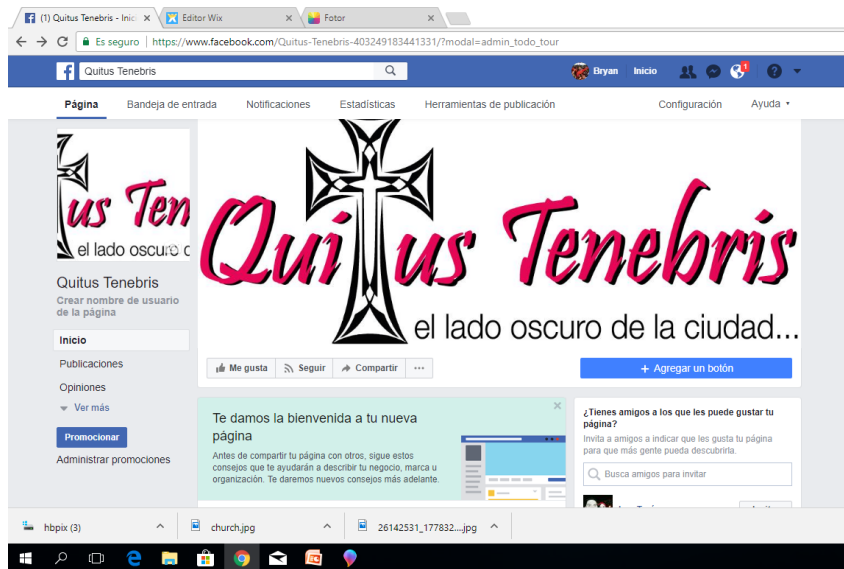 (1) Quitus Tenebris - Inic
Editor Wix
Fotor
Es seguro | https://www.facebook.com/Quitus-Tenebris-403249183441331/?modal=admin_todo_tour
Quitus Tenebris
Bryan Inicio 1
Página Bandeja de entrada Notificaciones Estadísticas Herramientas de publicación Configuración Ayuda
us Ten
el lado oscuro c
Quitus Tenebris
el lado oscuro de la ciudad...
Quitus Tenebris
Crear nombre de usuario
de la página
Inicio
Publicaciones
Opiniones
Ver más
Promocionar
Administrar promociones
Me gusta Seguir Compartir ...
+ Agregar un botón
Te damos la bienvenida a tu nueva
página
Antes de compartir tu página con otros, sigue estos
consejos que te ayudarán a describir tu negocio, marca u
organización. Te daremos nuevos consejos más adelante.
¿Tienes amigos a los que les puede gustar tu
página?
Invita a amigos a indicar que les gusta tu página
para que más gente pueda descubrirla.
Busca amigos para invitar
hbpix (3)
church.jpg
26142531_177832....jpg